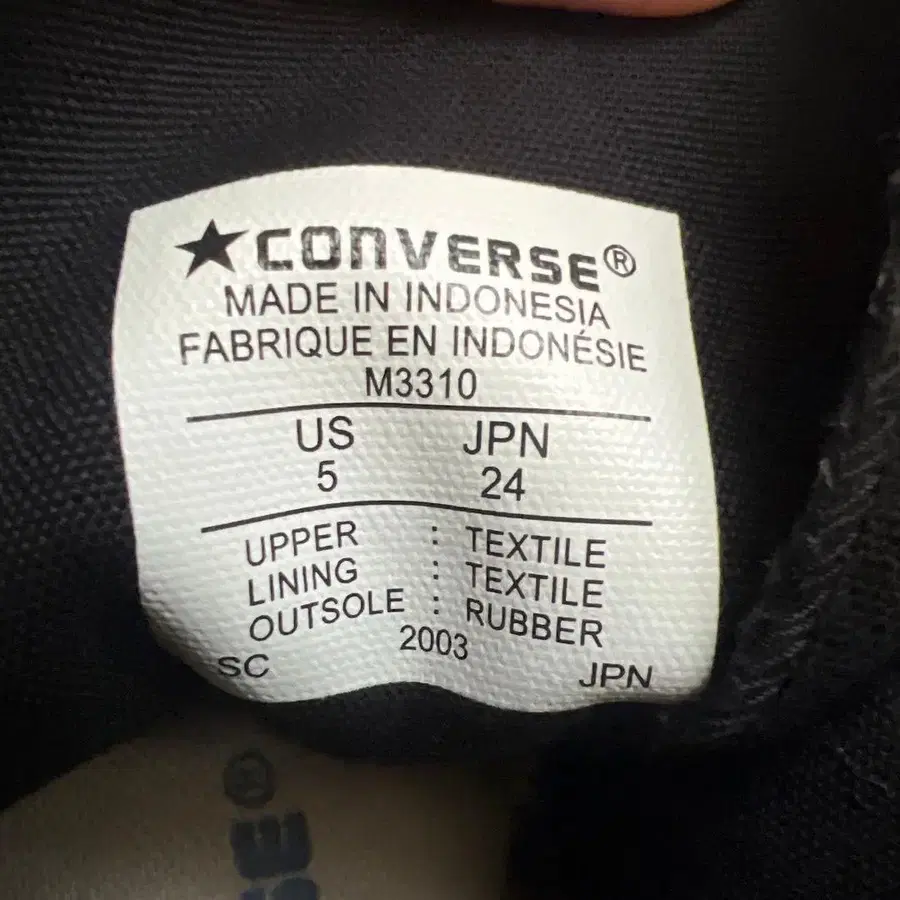 ★CONVERSE®
MADE IN INDONESIA
FABRIQUE EN INDONÉSIE
M3310
US JPN
5 24
UPPER : TEXTILE
LINING : TEXTILE
OUTSOLE : RUBBER
2003
SC JPN
SE®